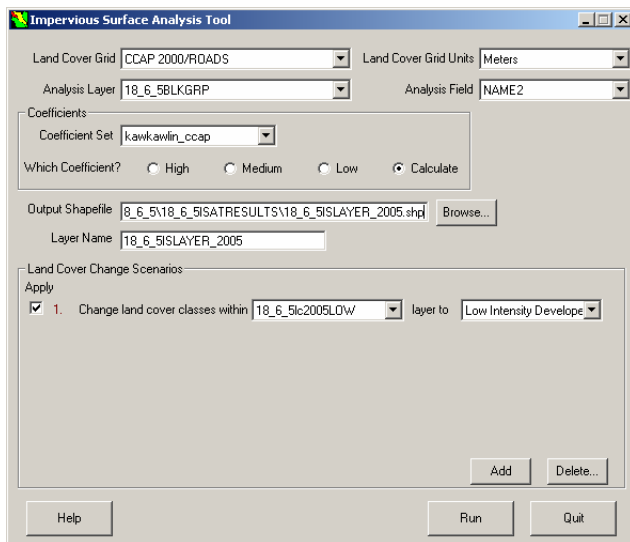 Impervious Surface Analysis Tool
Land Cover Grid CCAP 2000/ROADS Land Cover Grid Units Meters
Analysis Layer 18_6_5BLKGRP Analysis Field NAME2
Coefficients
Coefficient Set kawkawlin_ccap
Which Coefficient? High Medium Low Calculate
Output Shapefile 8_6_5\18_6_5ISATRESULTS\18_6_5ISLAYER_2005.shp Browse...
Layer Name 18_6_5ISLAYER_2005
Land Cover Change Scenarios
Apply
1. Change land cover classes within 18_6_5lc2005LOW layer to Low Intensity Develope
Add Delete...
Help Run Quit